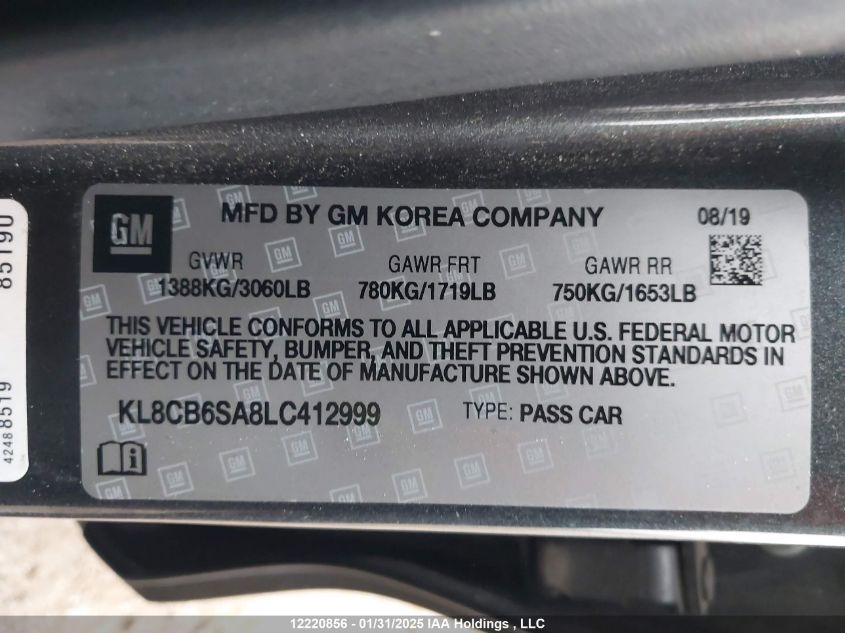 GM
MFD BY GM KOREA COMPANY
08/19
GVWR
GAWR FRT
GAWR RR
1388KG/3060LB
780KG/1719LB
750KG/1653LB
THIS VEHICLE CONFORMS TO ALL APPLICABLE U.S. FEDERAL MOTOR
VEHICLE SAFETY, BUMPER, AND THEFT PREVENTION STANDARDS IN
EFFECT ON THE DATE OF MANUFACTURE SHOWN ABOVE.
KL8CB6SA8LC412999
TYPE: PASS CAR
42488519
85190
12220856 - 01/31/2025 IAA Holdings , LLC